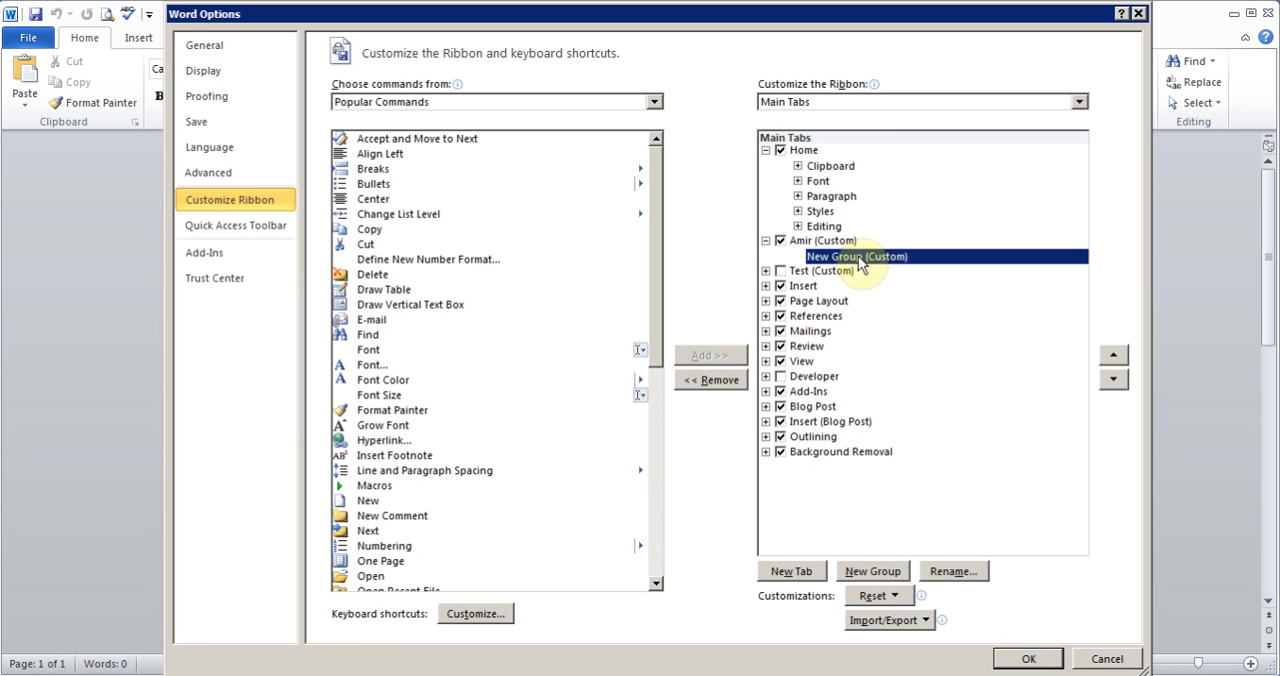 Word Options
File
Home
Insert
Cut
Copy
Format Painter
Paste
Clipboard
Ca
B
General
Display
Proofing
Save
Language
Advanced
Customize Ribbon
Quick Access Toolbar
Add-Ins
Trust Center
Customize the Ribbon and keyboard shortcuts.
Choose commands from:
Popular Commands
Accept and Move to Next
Align Left
Breaks
Bullets
Center
Change List Level
Copy
Cut
Define New Number Format...
Delete
Draw Table
Draw Vertical Text Box
E-mail
Find
Font
Font...
Font Color
Font Size
Format Painter
Grow Font
Hyperlink...
Insert Footnote
Line and Paragraph Spacing
Macros
New
New Comment
Next
Numbering
One Page
Open
Open Recent File
Keyboard shortcuts: Customize...
Add >>
<< Remove
Customize the Ribbon:
Main Tabs
Main Tabs
Home
Clipboard
Font
Paragraph
Styles
Editing
Amir (Custom)
New Group (Custom)
Test (Custom)
Insert
Page Layout
References
Mailings
Review
View
Developer
Add-Ins
Blog Post
Insert (Blog Post)
Outlining
Background Removal
New Tab New Group Rename...
Customizations: Reset
Import/Export
OK Cancel
Find
Replace
Select
Editing
Page: 1 of 1 Words: 0